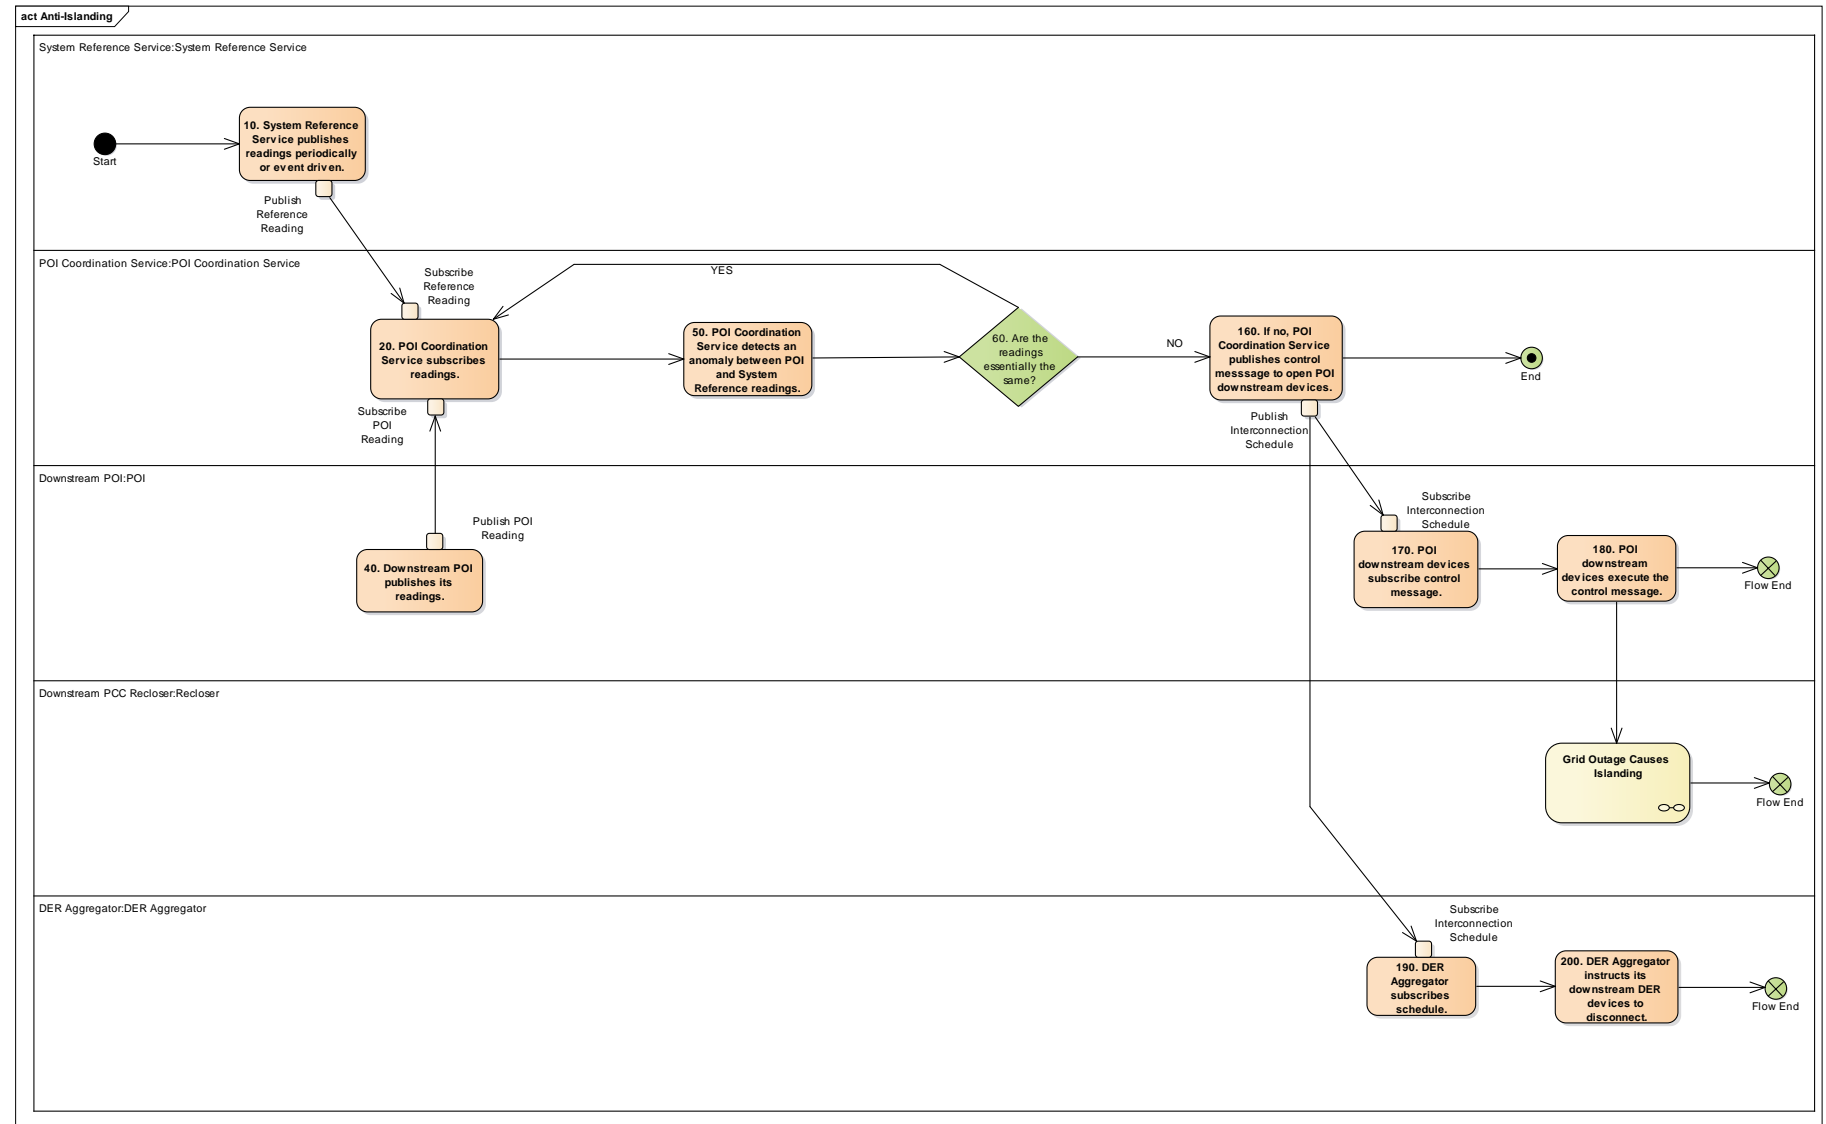 act Anti-Islanding
System Reference Service:System Reference Service
10. System Reference
Service publishes
readings periodically
or event driven.
Start
Publish
Reference
Reading
POI Coordination Service:POI Coordination Service
Subscribe
Reference
Reading
YES
20. POI Coordination
Service subscribes
readings.
50. POI Coordination
Service detects an
anomaly between POI
and System
Reference readings.
60. Are the
readings
essentially the
same?
NO
160. If no, POI
Coordination Service
publishes control
messsage to open POI
downstream devices.
End
Subscribe
POI
Reading
Publish
Interconnection
Schedule
Downstream POI:POI
Publish POI
Reading
40. Downstream POI
publishes its
readings.
Subscribe
Interconnection
Schedule
170. POI
downstream devices
subscribe control
message.
180. POI
downstream
devices execute the
control message.
Flow End
Downstream PCC Recloser:Recloser
Grid Outage Causes
Islanding
Flow End
DER Aggregator:DER Aggregator
Subscribe
Interconnection
Schedule
190. DER
Aggregator
subscribes
schedule.
200. DER Aggregator
instructs its
downstream DER
devices to
disconnect.
Flow End